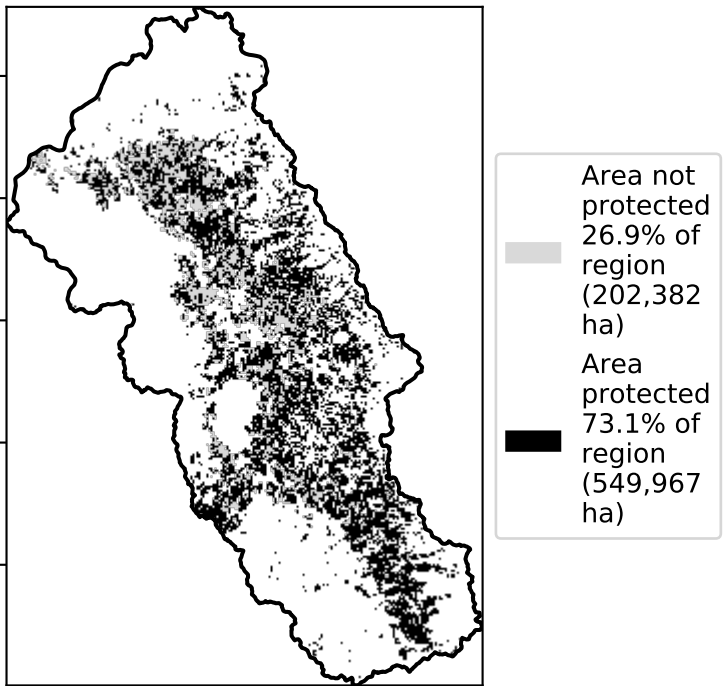 Area not
protected
26.9% of
region
(202,382
ha)
Area
protected
73.1% of
region
(549,967
ha)